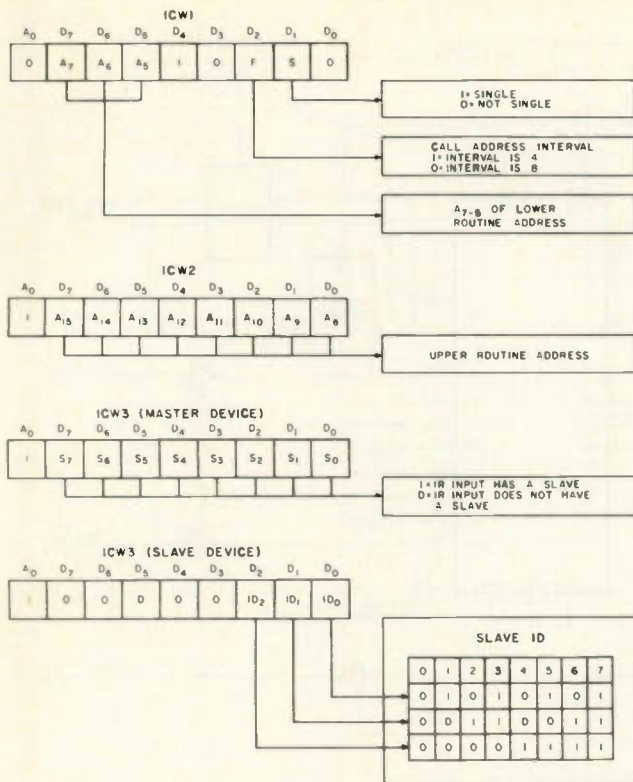 ICW1
A₀ D₇ D₆ D₅ D₄ D₃ D₂ D₁ D₀
0 A₇ A₆ A₅ 1 0 F S 0
1= SINGLE
0= NOT SINGLE
CALL ADDRESS INTERVAL
1= INTERVAL IS 4
0= INTERVAL IS 8
A₇₋₅ OF LOWER
ROUTINE ADDRESS
ICW2
A₀ D₇ D₆ D₅ D₄ D₃ D₂ D₁ D₀
1 A₁₅ A₁₄ A₁₃ A₁₂ A₁₁ A₁₀ A₉ A₈
UPPER ROUTINE ADDRESS
ICW3 (MASTER DEVICE)
A₀ D₇ D₆ D₅ D₄ D₃ D₂ D₁ D₀
1 S₇ S₆ S₅ S₄ S₃ S₂ S₁ S₀
1= IR INPUT HAS A SLAVE
0= IR INPUT DOES NOT HAVE
A SLAVE
ICW3 (SLAVE DEVICE)
A₀ D₇ D₆ D₅ D₄ D₃ D₂ D₁ D₀
1 0 0 0 0 0 ID₂ ID₁ ID₀
SLAVE ID
0 1 2 3 4 5 6 7
0 1 0 1 0 1 0 1
0 0 1 1 0 0 1 1
0 0 0 0 1 1 1 1